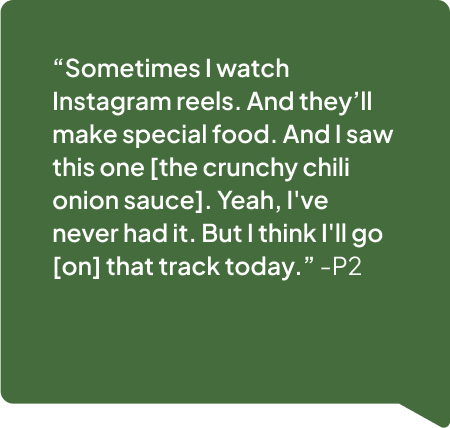 “Sometimes I watch
Instagram reels. And they’ll
make special food. And I saw
this one [the crunchy chili
onion sauce]. Yeah, I've
never had it. But I think I'll go
[on] that track today.” -P2